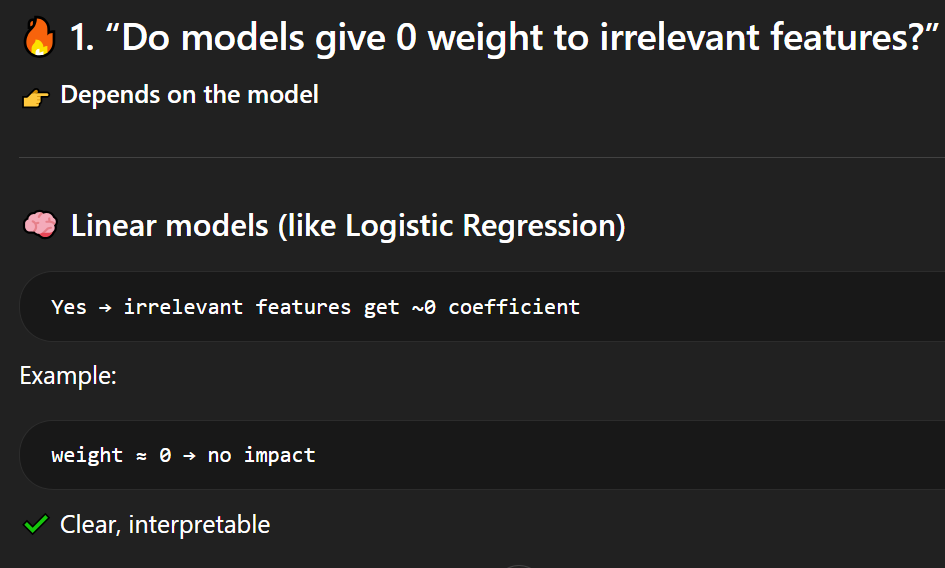 🔥 1. “Do models give 0 weight to irrelevant features?”
👉 Depends on the model
🧠 Linear models (like Logistic Regression)
Yes → irrelevant features get ~0 coefficient
Example:
weight ≈ 0 → no impact
✔ Clear, interpretable